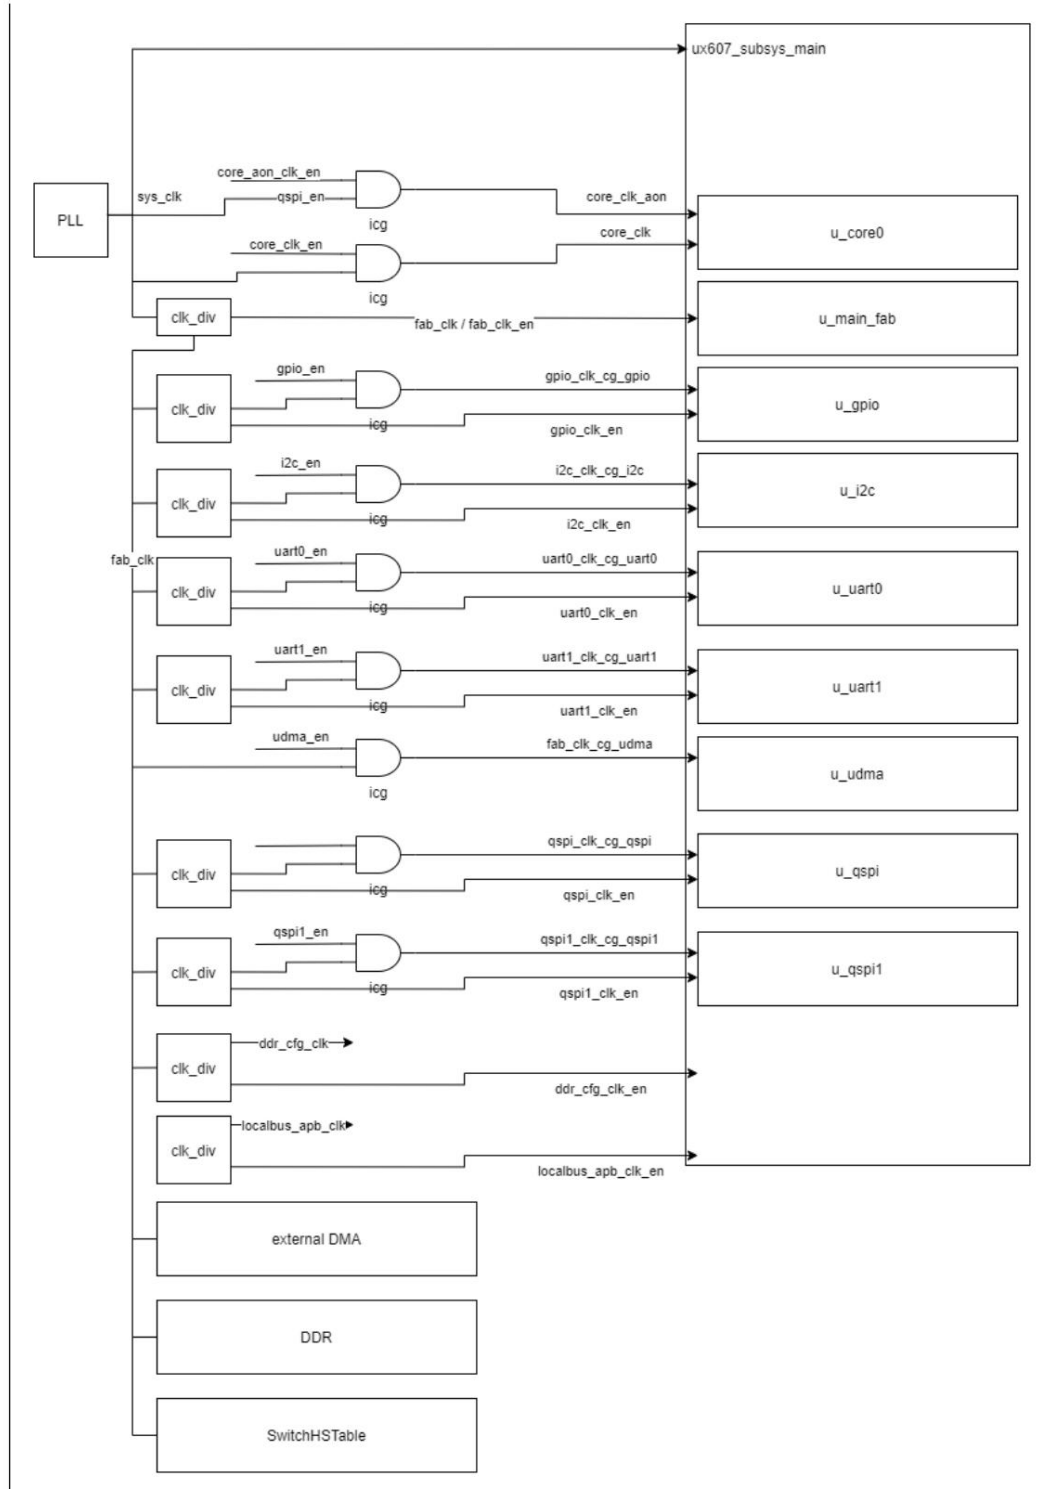 ux607_subsys_main
core_aon_clk_en
PLL
sys_clk
qspi_en
core_clk_aon
icg
u_core0
core_clk_en
core_clk
icg
clk_div
fab_clk / fab_clk_en
u_main_fab
gpio_en
gpio_clk_cg_gpio
clk_div
icg
u_gpio
gpio_clk_en
i2c_en
i2c_clk_cg_i2c
clk_div
icg
u_i2c
i2c_clk_en
fab_clk
uart0_en
uart0_clk_cg_uart0
clk_div
icg
u_uart0
uart0_clk_en
uart1_en
uart1_clk_cg_uart1
clk_div
icg
u_uart1
uart1_clk_en
udma_en
fab_clk_cg_udma
icg
u_udma
qspi_clk_cg_qspi
clk_div
icg
u_qspi
qspi_clk_en
qspi1_en
qspi1_clk_cg_qspi1
clk_div
icg
u_qspi1
qspi1_clk_en
ddr_cfg_clk
clk_div
ddr_cfg_clk_en
localbus_apb_clk
clk_div
localbus_apb_clk_en
external DMA
DDR
SwitchHSTable